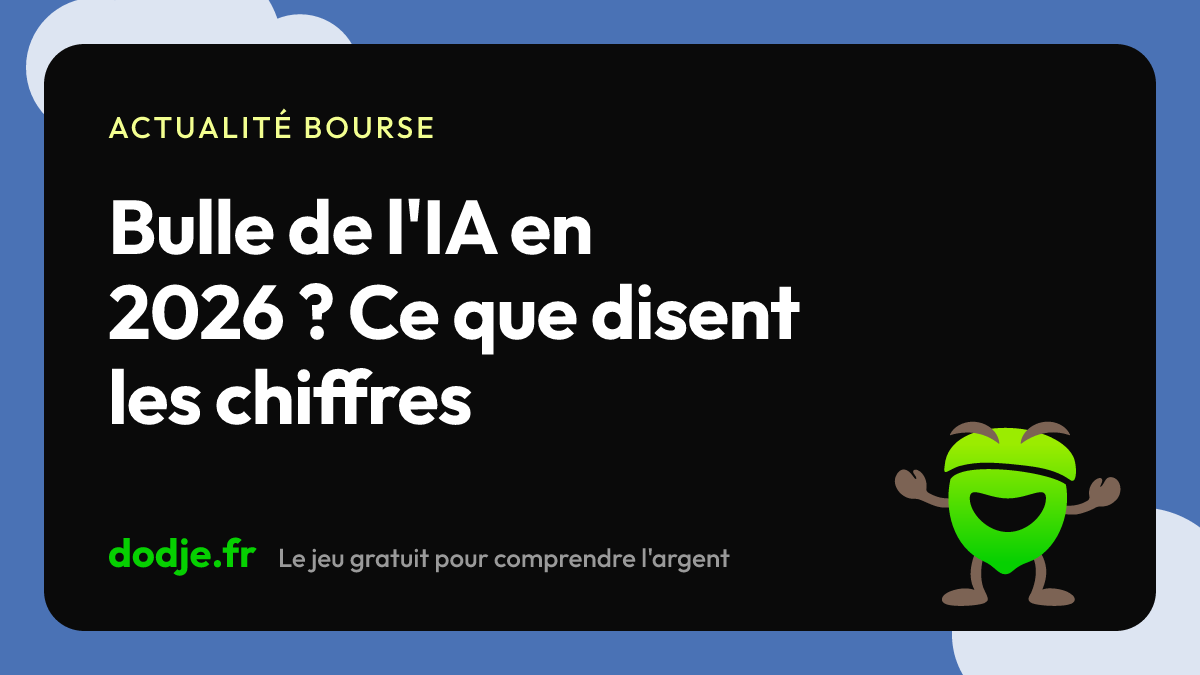 ACTUALITÉ BOURSE
Bulle de l'IA en
2026 ? Ce que disent
les chiffres
dodje.fr Le jeu gratuit pour comprendre l'argent